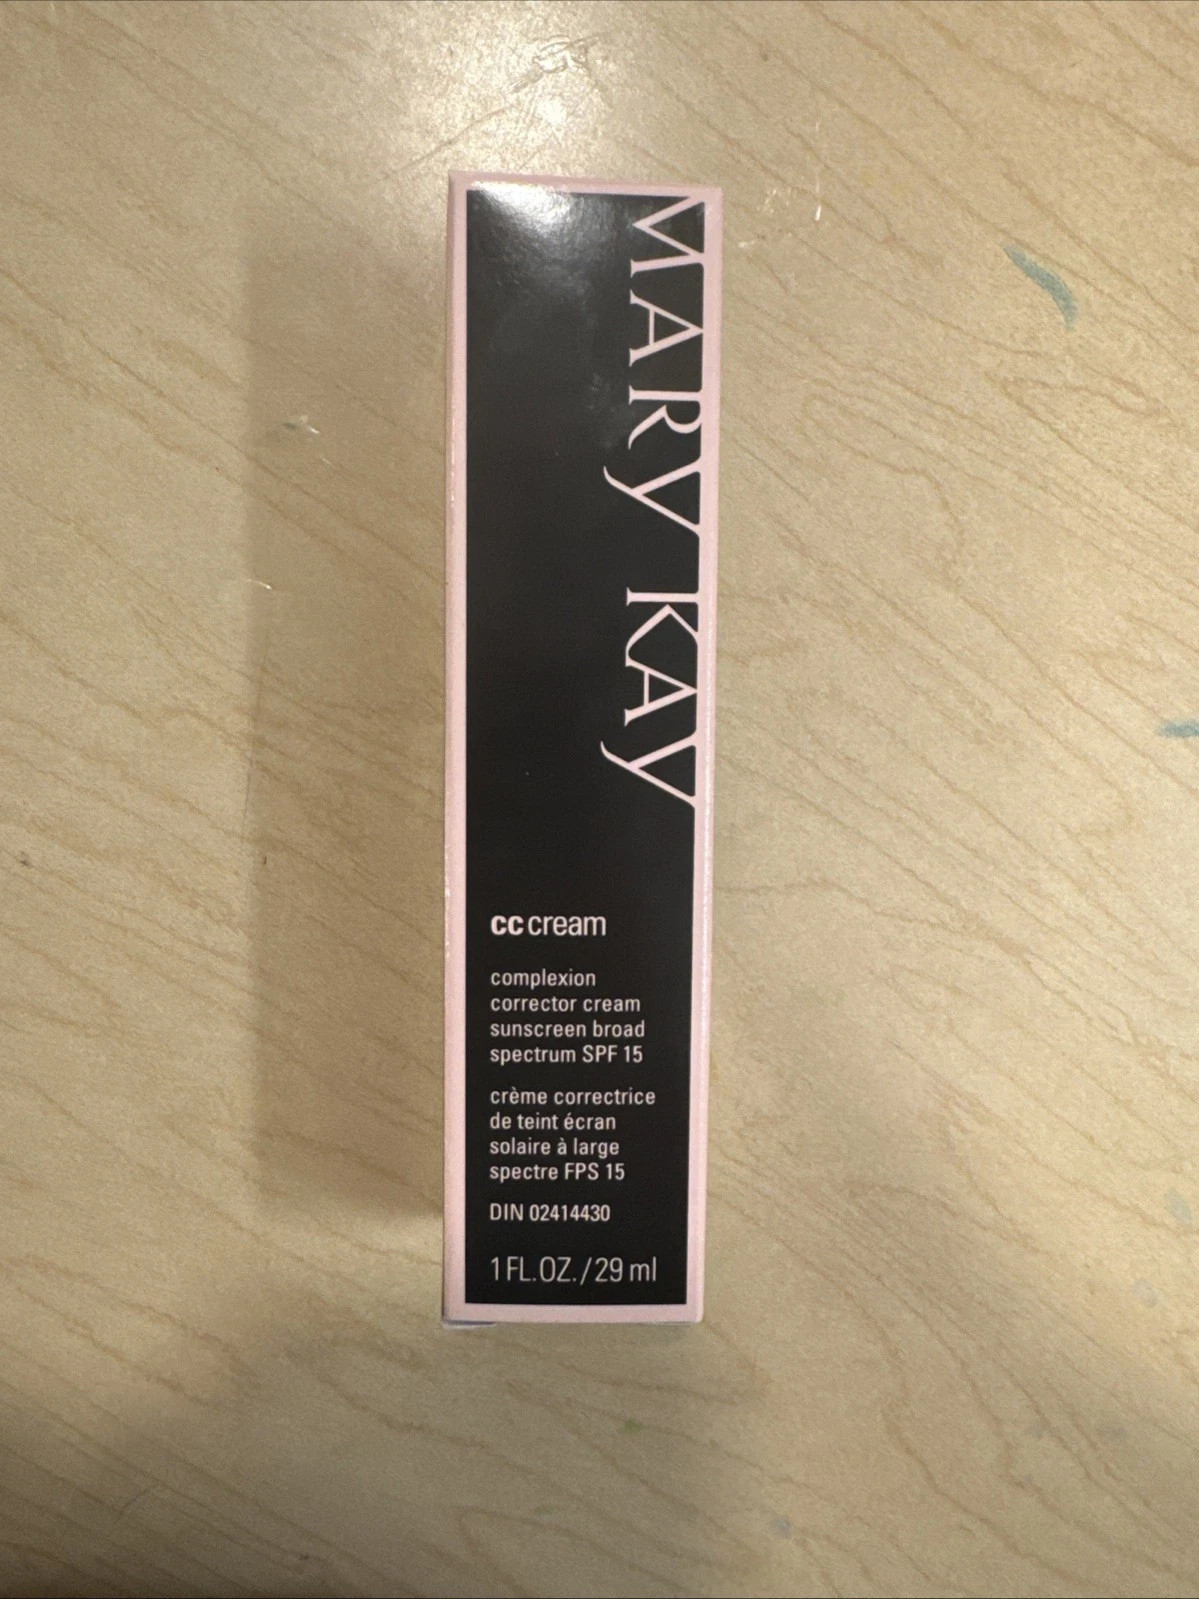 MARY KAY
cc cream
complexion
corrector cream
sunscreen broad
spectrum SPF 15
crème correctrice
de teint écran
solaire à large
spectre FPS 15
DIN 02414430
1 FL.OZ./29 ml